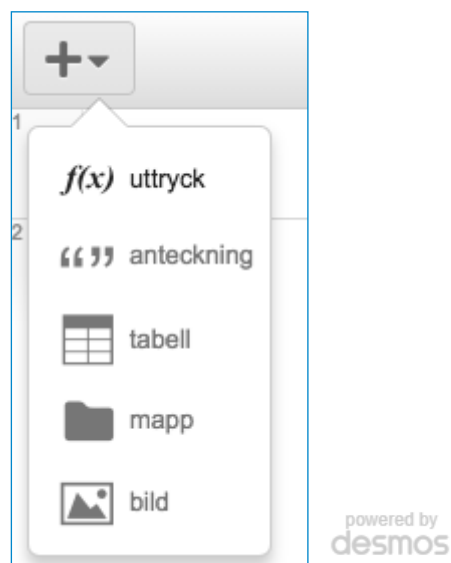 1
f(x) uttryck
2
“” anteckning
tabell
mapp
bild
powered by
desmos